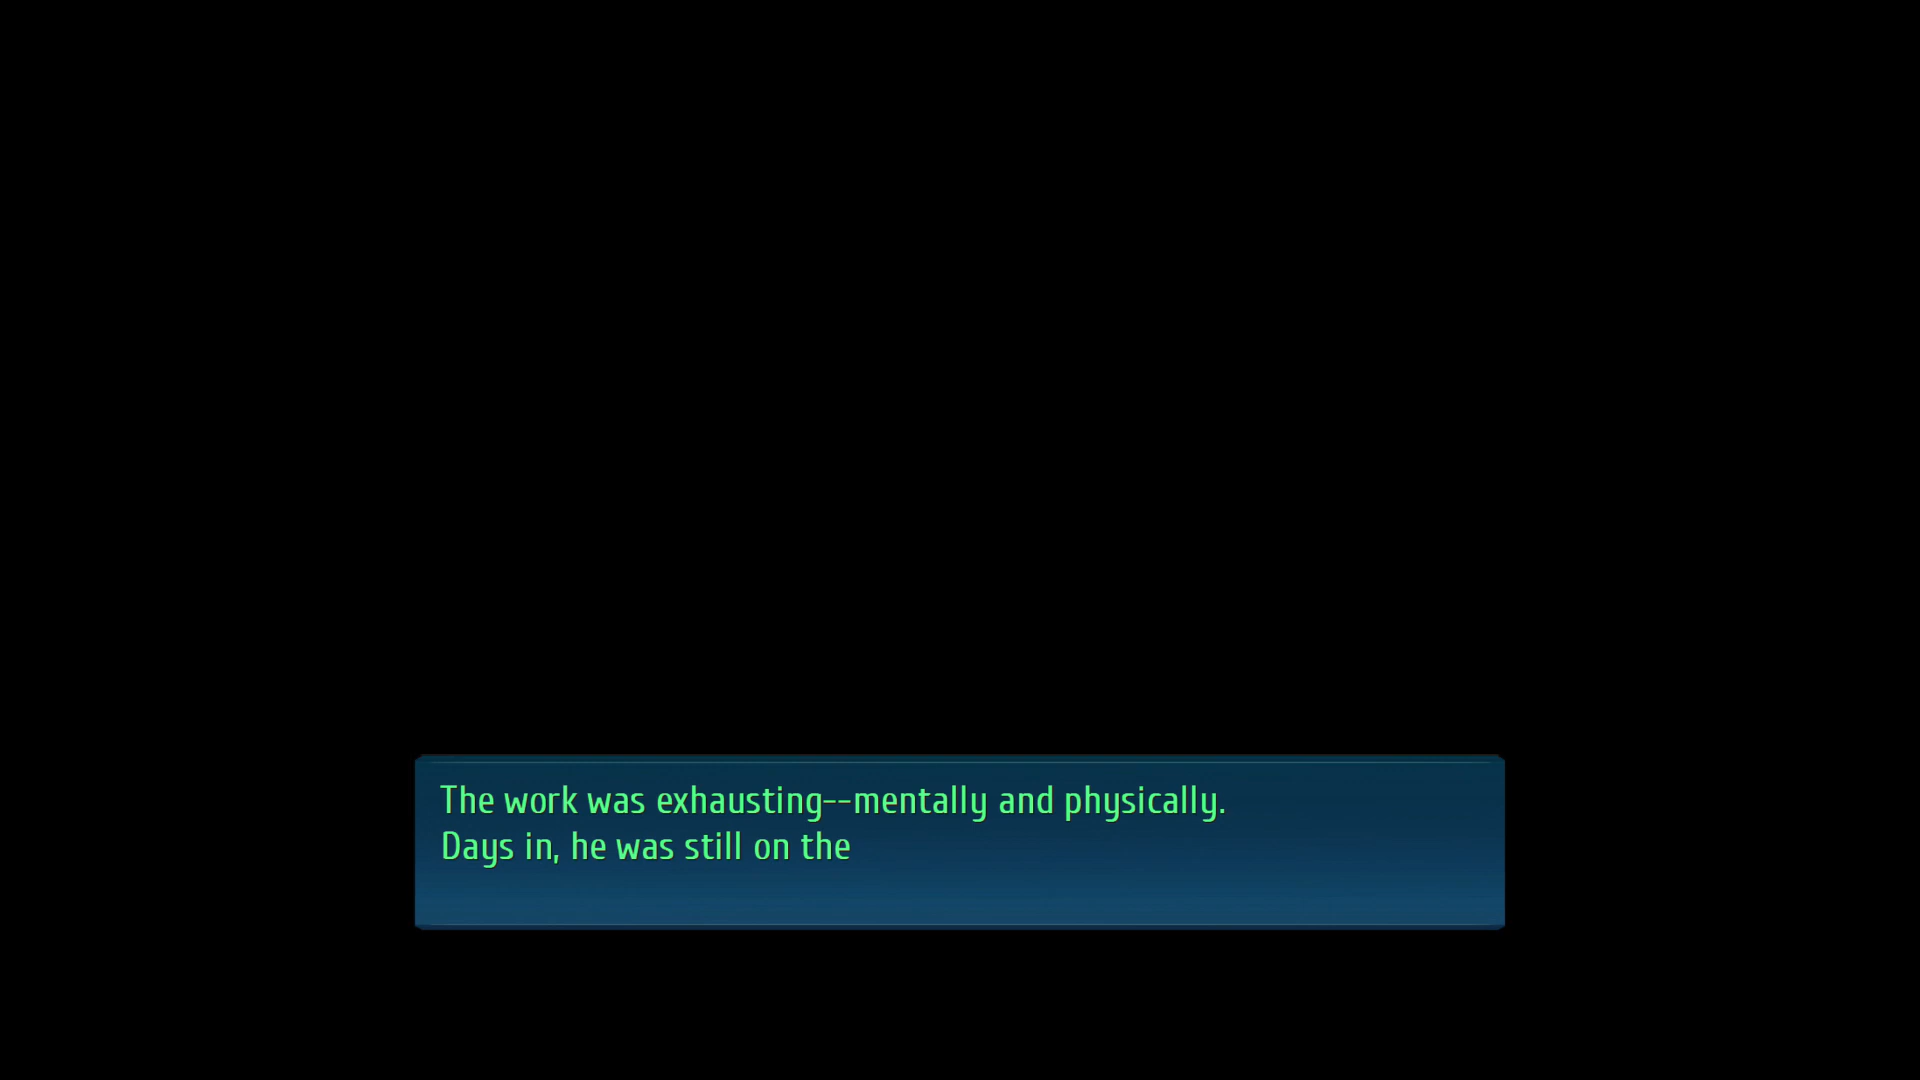 The work was exhausting--mentally and physically.
Days in, he was still on the